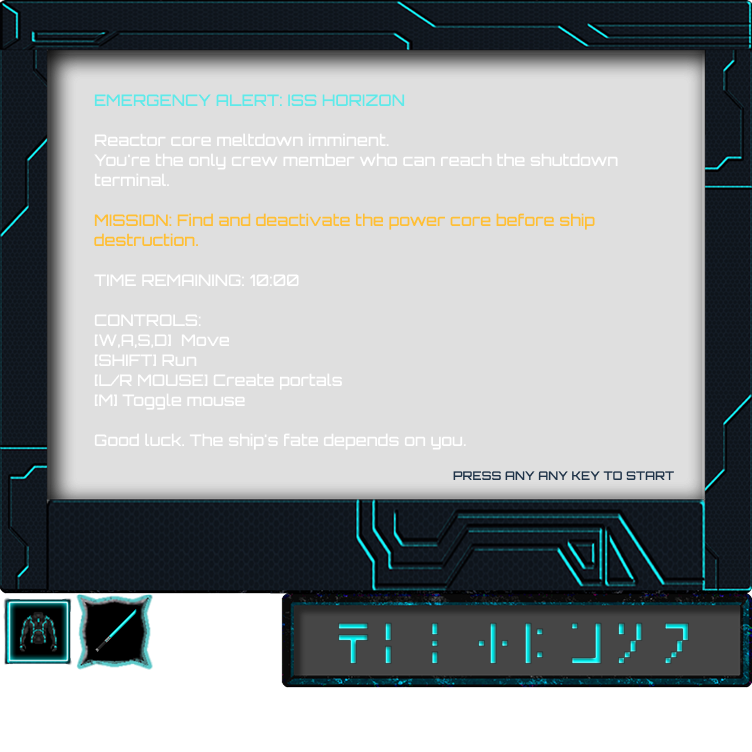 EMERGENCY ALERT: ISS HORIZON
Reactor core meltdown imminent.
You're the only crew member who can reach the shutdown
terminal.
MISSION: Find and deactivate the power core before ship
destruction.
TIME REMAINING: 10:00
CONTROLS:
[W,A,S,D] Move
[SHIFT] Run
[L/R MOUSE] Create portals
[M] Toggle mouse
Good luck. The ship's fate depends on you.
PRESS ANY ANY KEY TO START